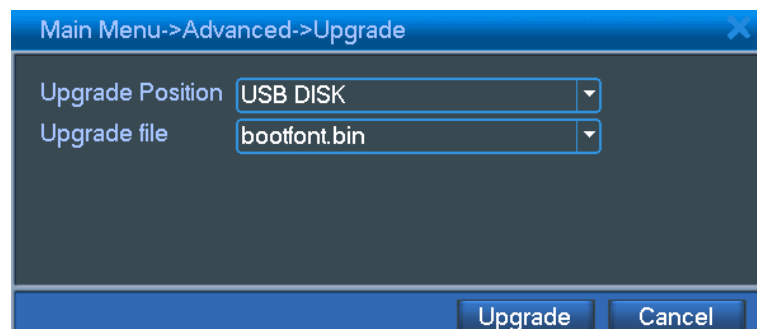 Main Menu->Advanced->Upgrade
Upgrade Position USB DISK
Upgrade file bootfont.bin
Upgrade Cancel